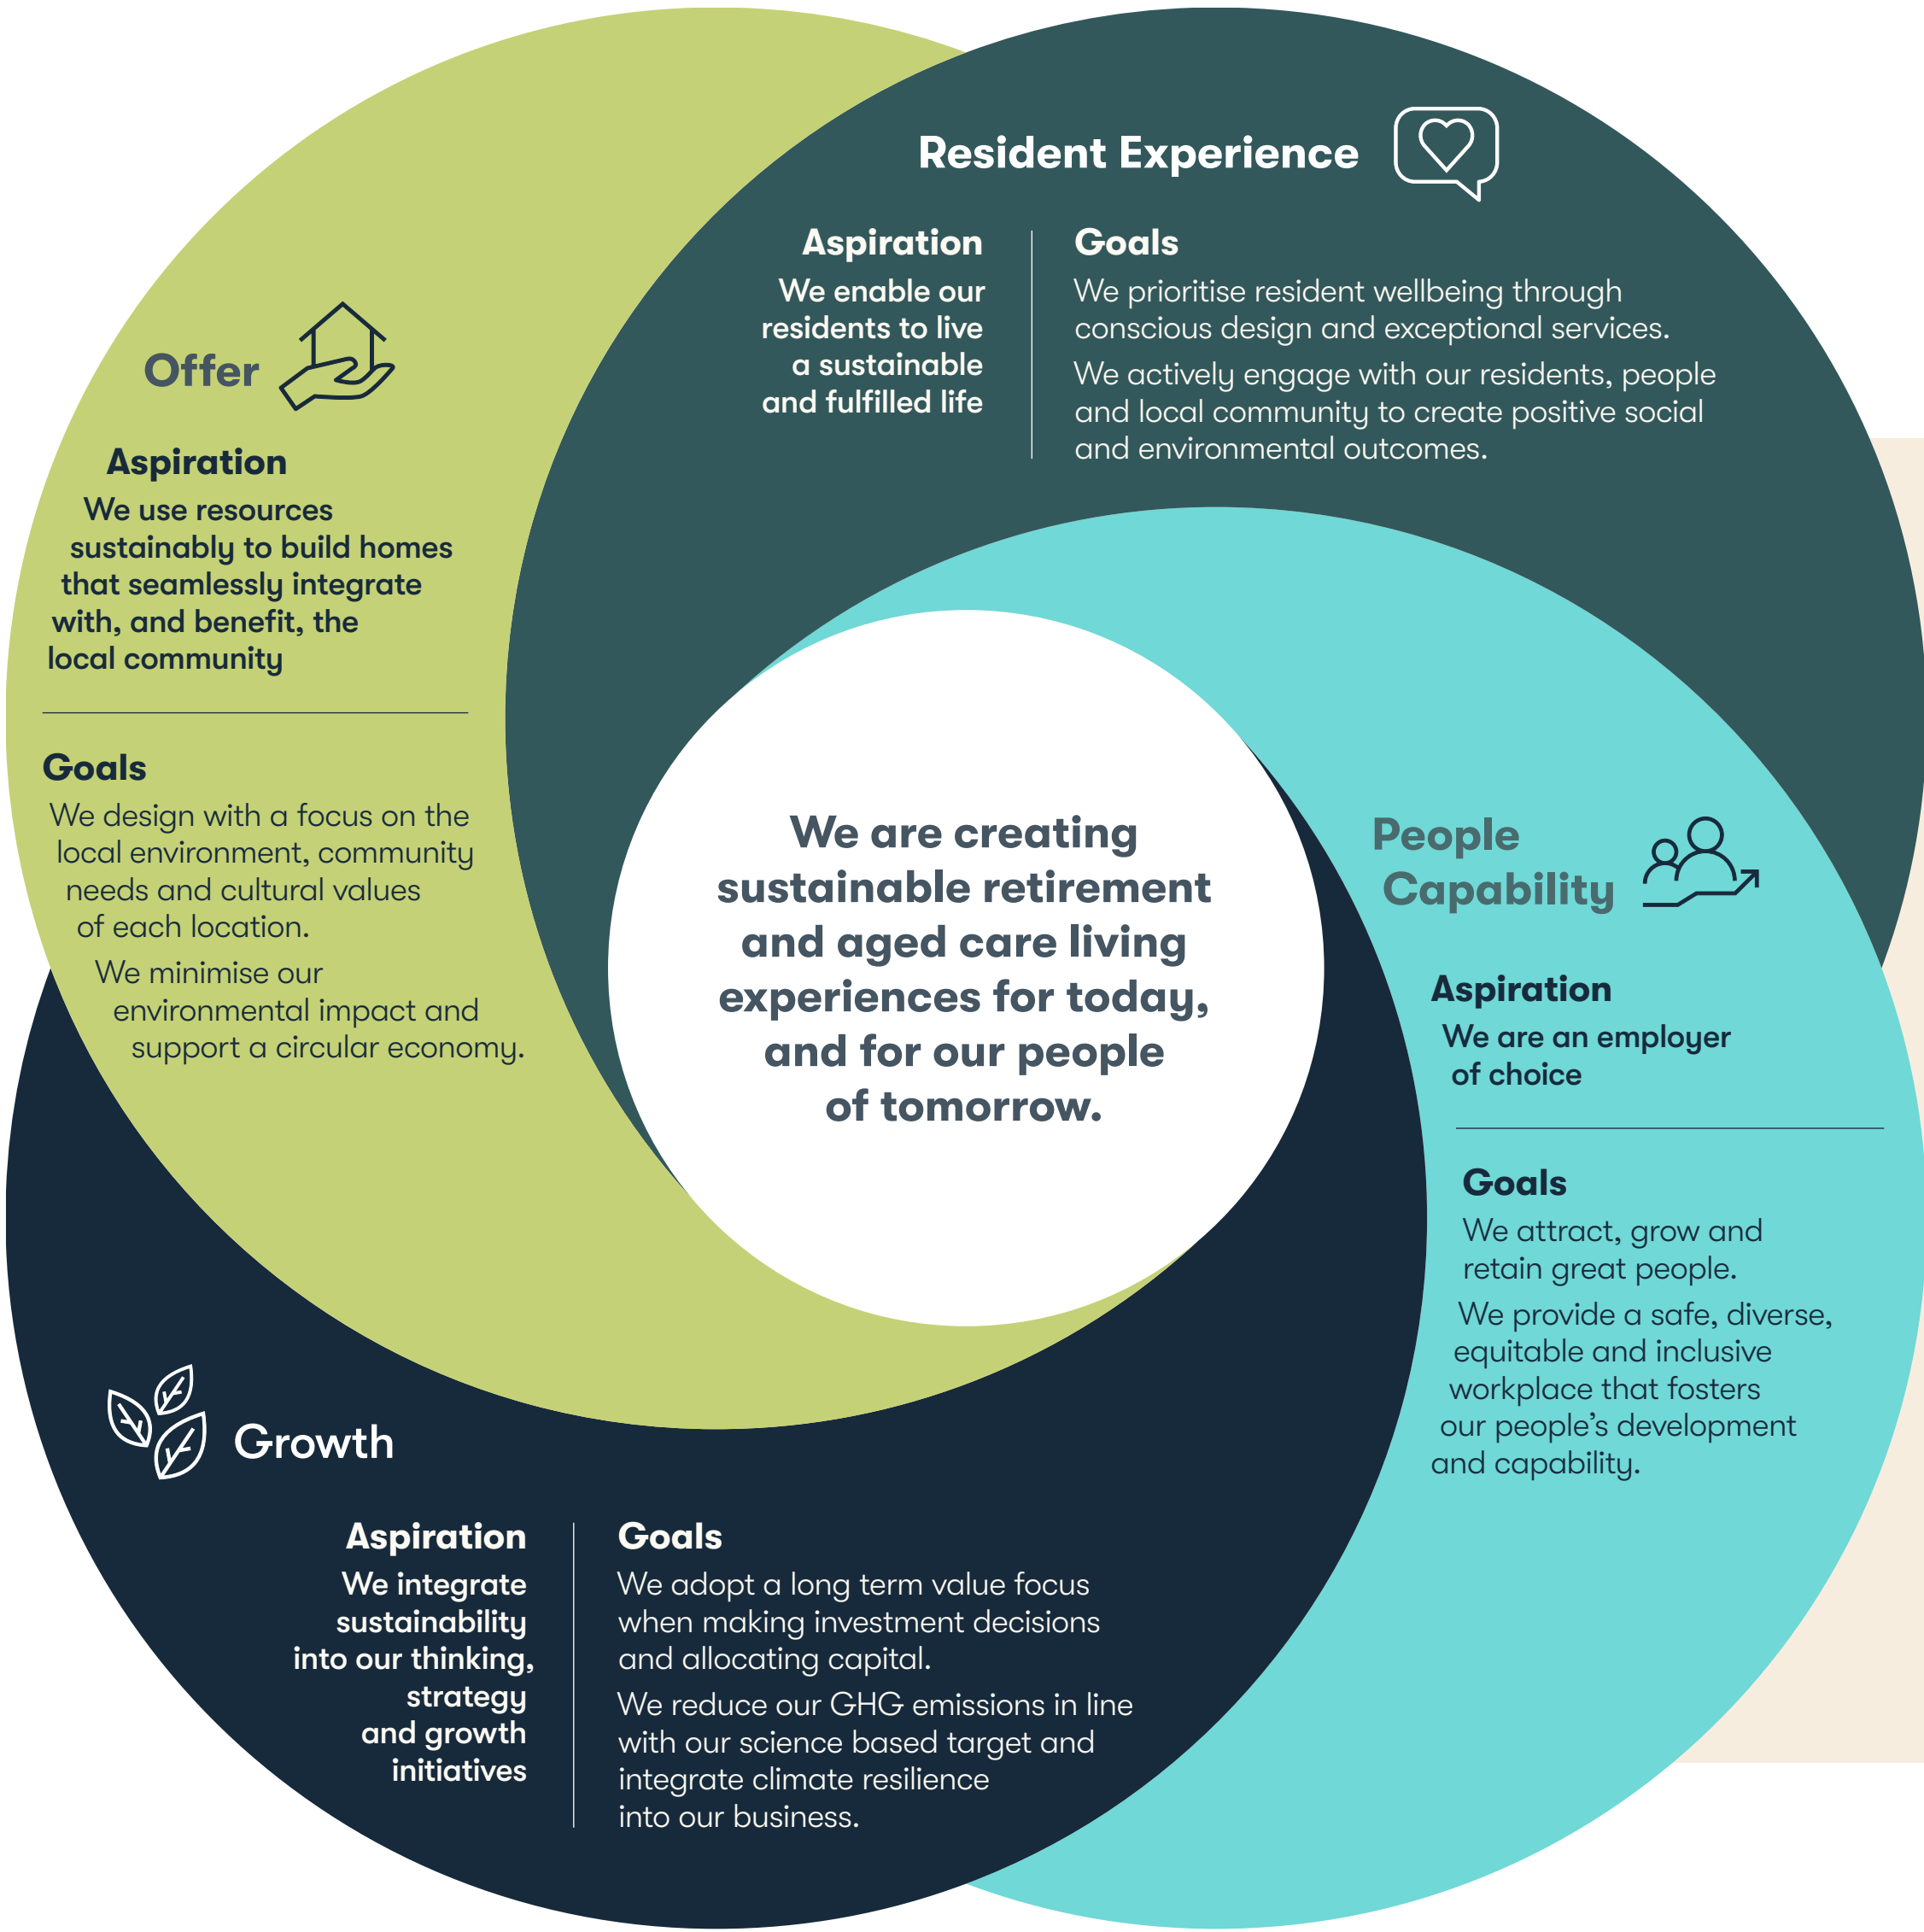 Resident Experience
Aspiration
We enable our
residents to live
a sustainable
and fulfilled life
Goals
We prioritise resident wellbeing through
conscious design and exceptional services.
We actively engage with our residents, people
and local community to create positive social
and environmental outcomes.
Offer
Aspiration
We use resources
sustainably to build homes
that seamlessly integrate
with, and benefit, the
local community
Goals
We design with a focus on the
local environment, community
needs and cultural values
of each location.
We minimise our
environmental impact and
support a circular economy.
We are creating
sustainable retirement
and aged care living
experiences for today,
and for our people
of tomorrow.
People
Capability
Aspiration
We are an employer
of choice
Goals
We attract, grow and
retain great people.
We provide a safe, diverse,
equitable and inclusive
workplace that fosters
our people’s development
and capability.
Growth
Aspiration
We integrate
sustainability
into our thinking,
strategy
and growth
initiatives
Goals
We adopt a long term value focus
when making investment decisions
and allocating capital.
We reduce our GHG emissions in line
with our science based target and
integrate climate resilience
into our business.